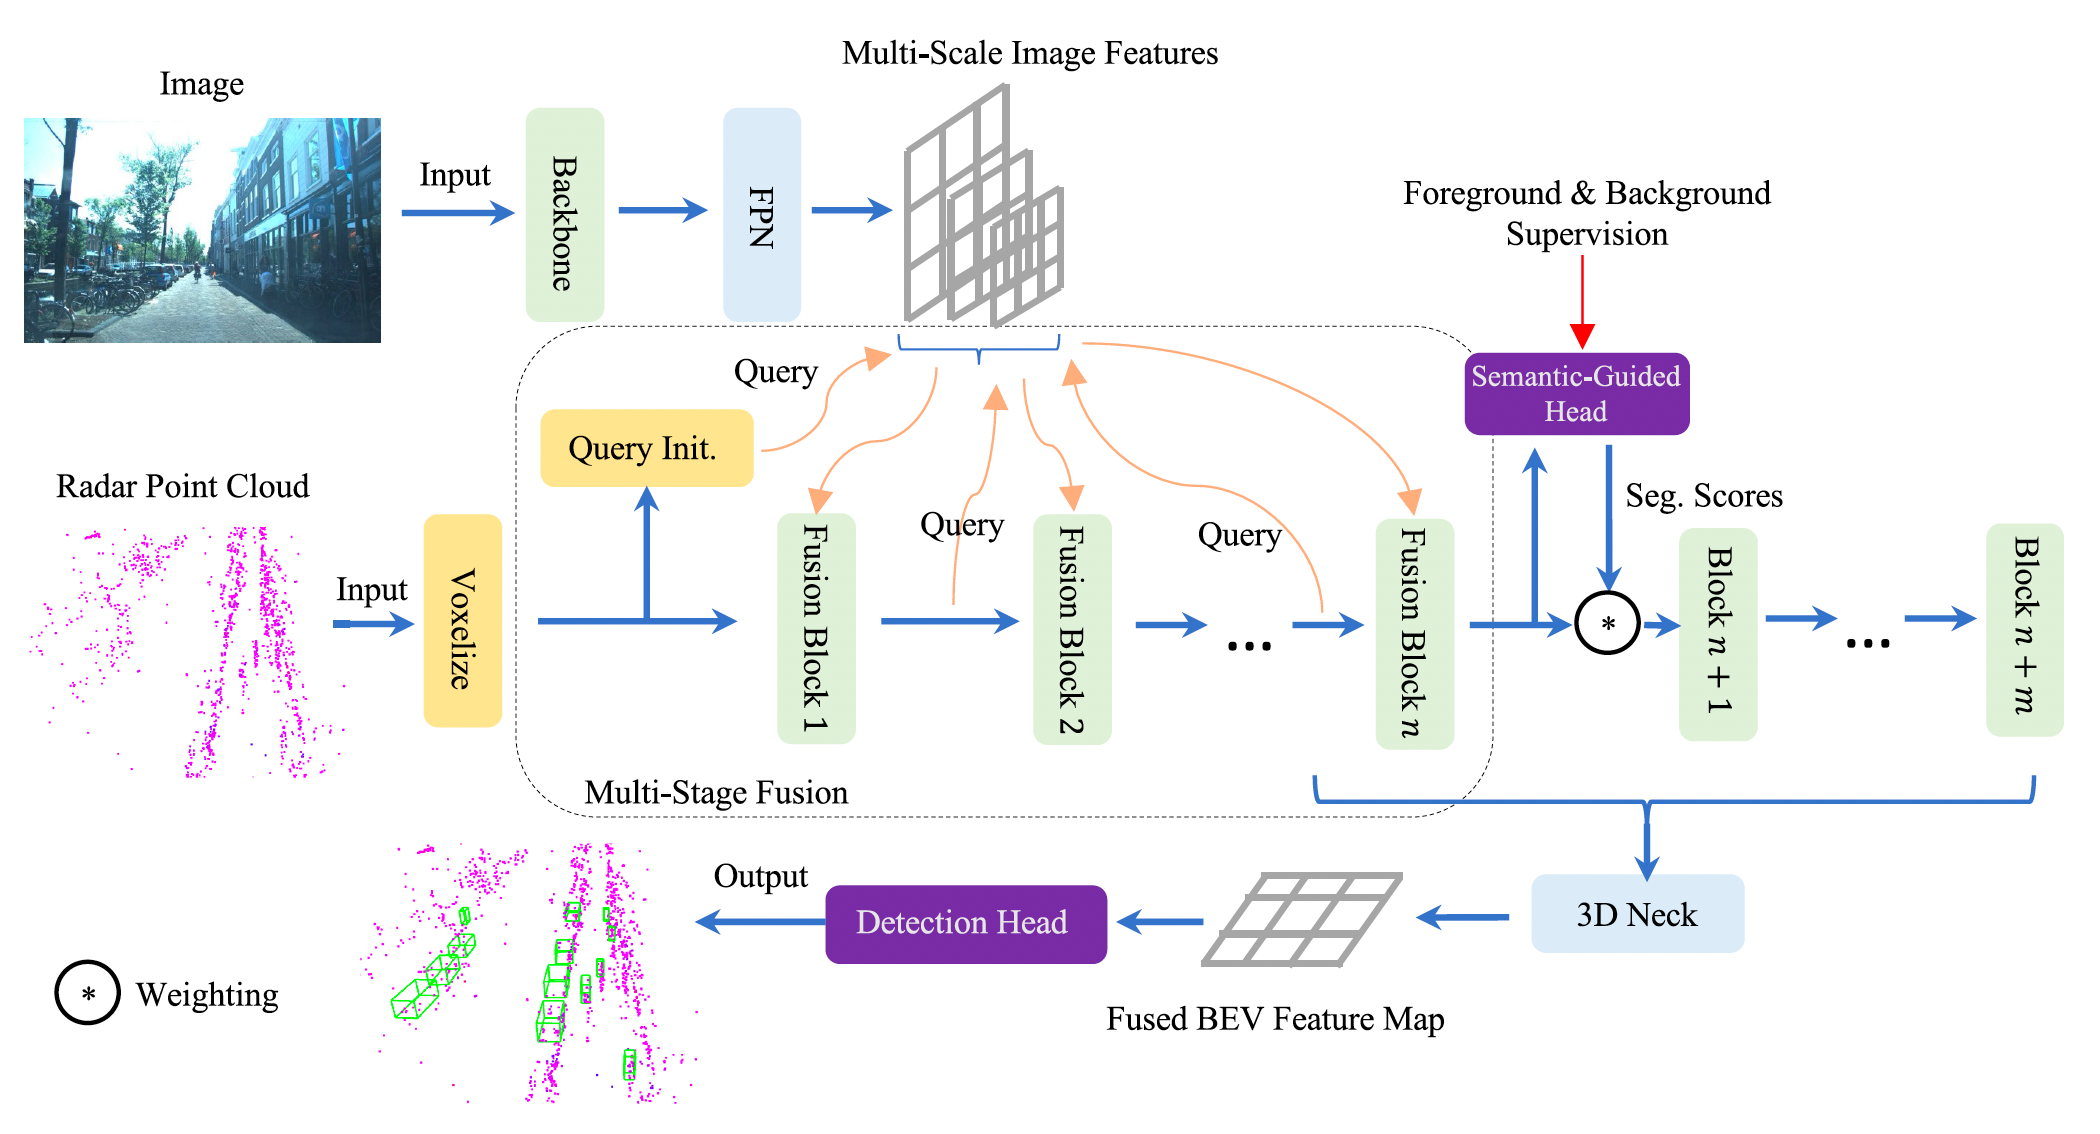 Multi-Scale Image Features
Image
Input
Backbone
FPN
Foreground & Background
Supervision
Query
Semantic-Guided
Head
Query Init.
Radar Point Cloud
Seg. Scores
Query
Query
Input
Voxelize
Fusion Block 1
Fusion Block 2
...
Fusion Block n
*
Block n + 1
...
Block n + m
Multi-Stage Fusion
Output
Detection Head
3D Neck
* Weighting
Fused BEV Feature Map